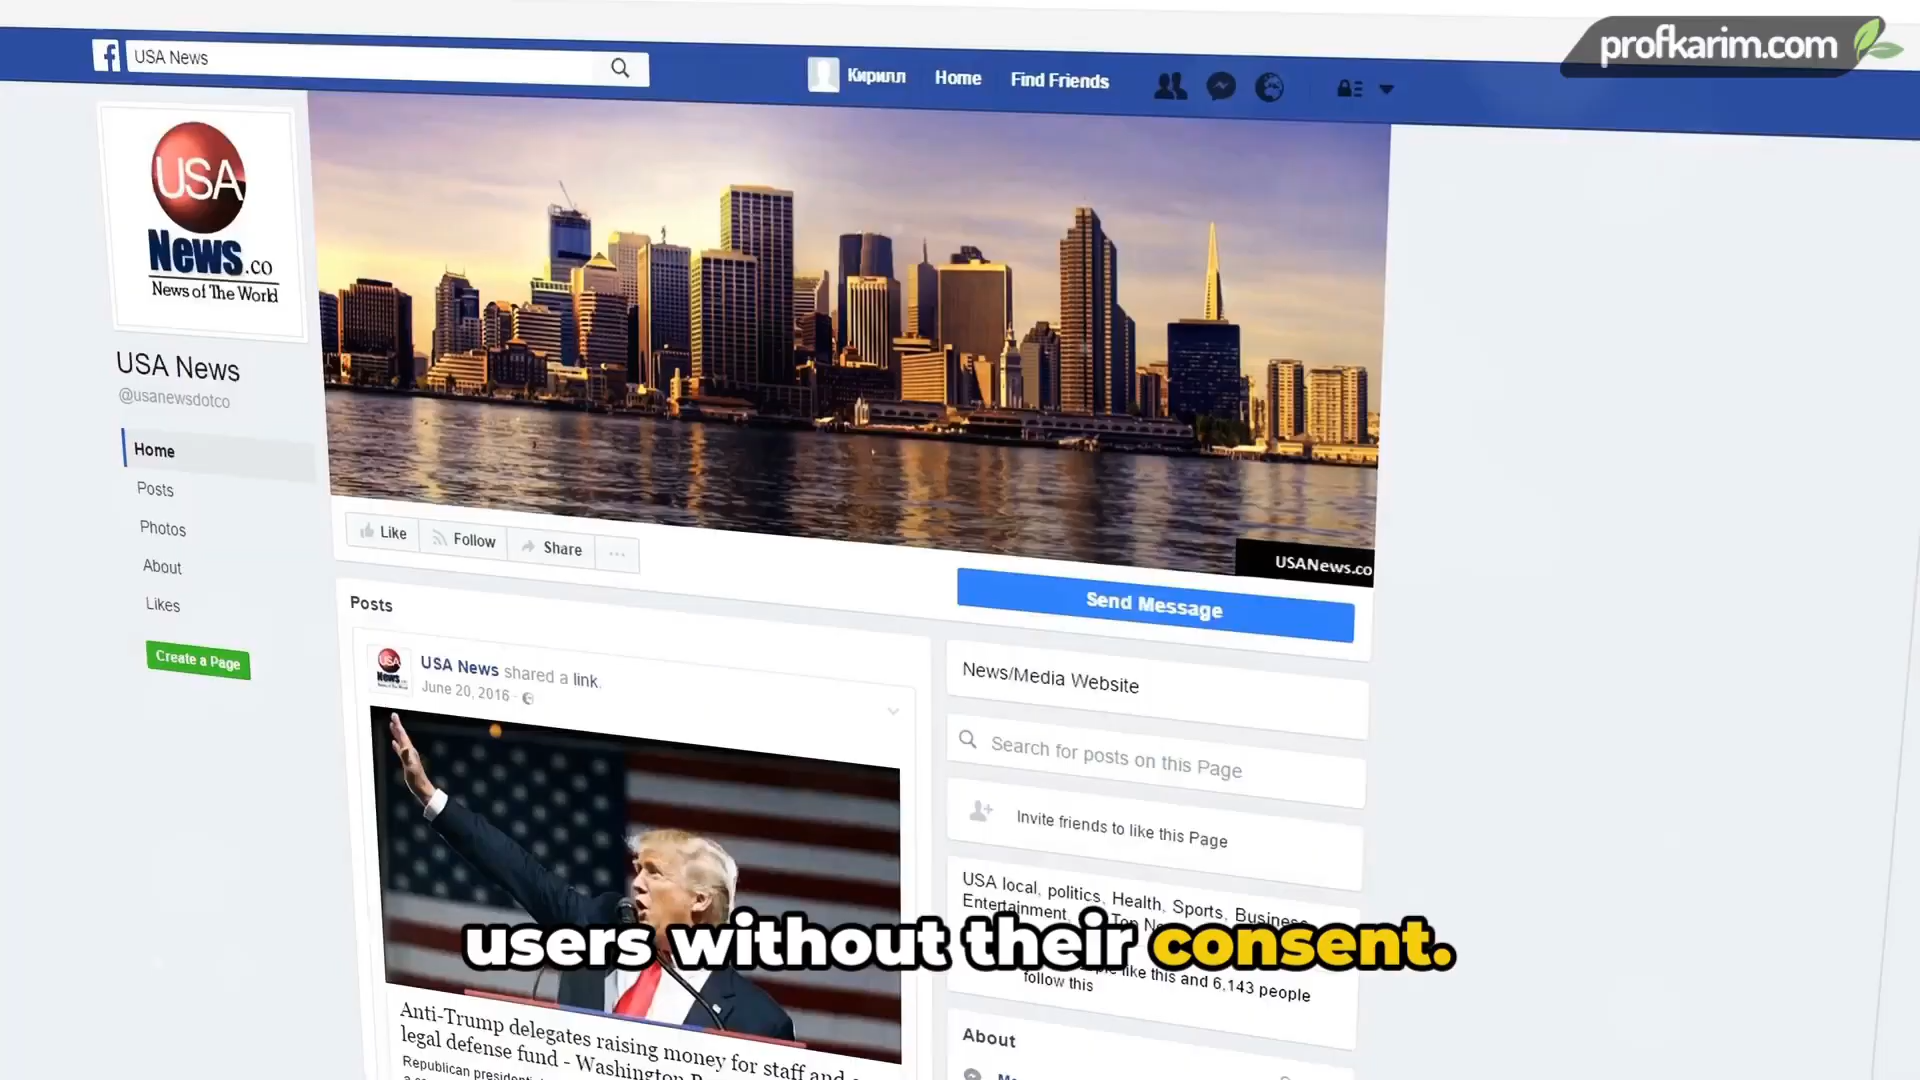 profkarim.com
USA News
Кирилл
Home
Find Friends
USA
News.co
News of The World
USA News
@usanewsdotco
Home
Posts
Photos
About
Likes
Create a Page
Like
Follow
Share
USANews.co
Send Message
Posts
USA News shared a link.
June 20, 2016
Anti-Trump delegates raising money for staff and
legal defense fund - Washington
Republican
News/Media Website
Search for posts on this Page
Invite friends to like this Page
USA local, politics, Health, Sports, Business
Entertainment,
like this and 6,143 people
follow this
About
users without their consent.